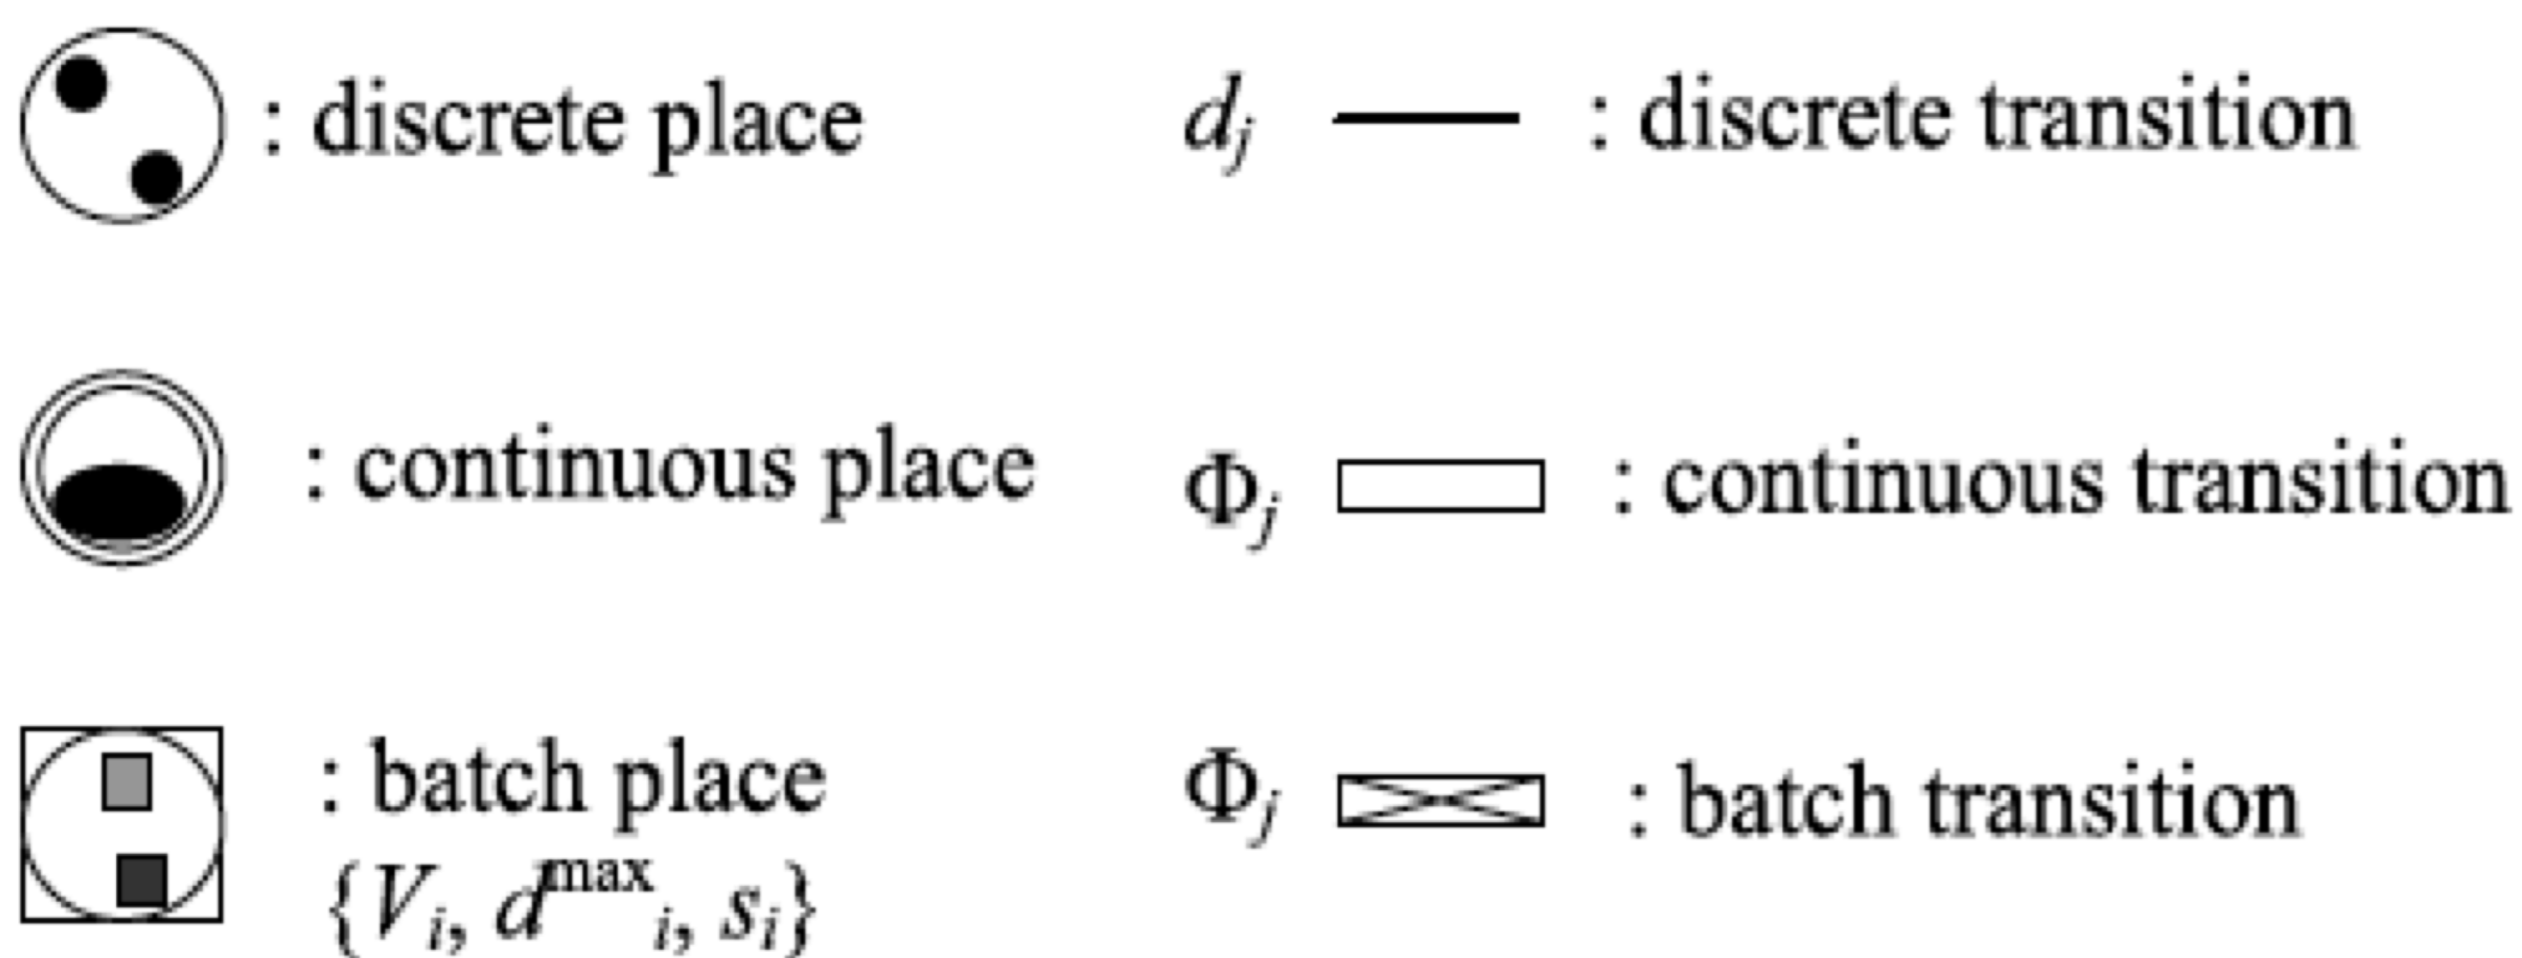 : discrete place
d_j : discrete transition
: continuous place
Φ_j : continuous transition
: batch place
{V_i, d^max_i, s_i}
Φ_j : batch transition